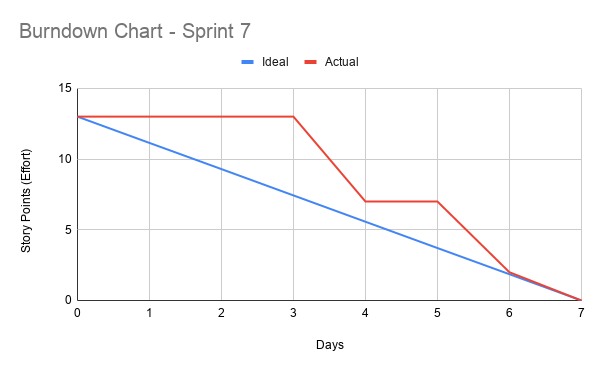 Burndown Chart - Sprint 7
Ideal Actual
15
10
5
0
0 1 2 3 4 5 6 7
Story Points (Effort)
Days